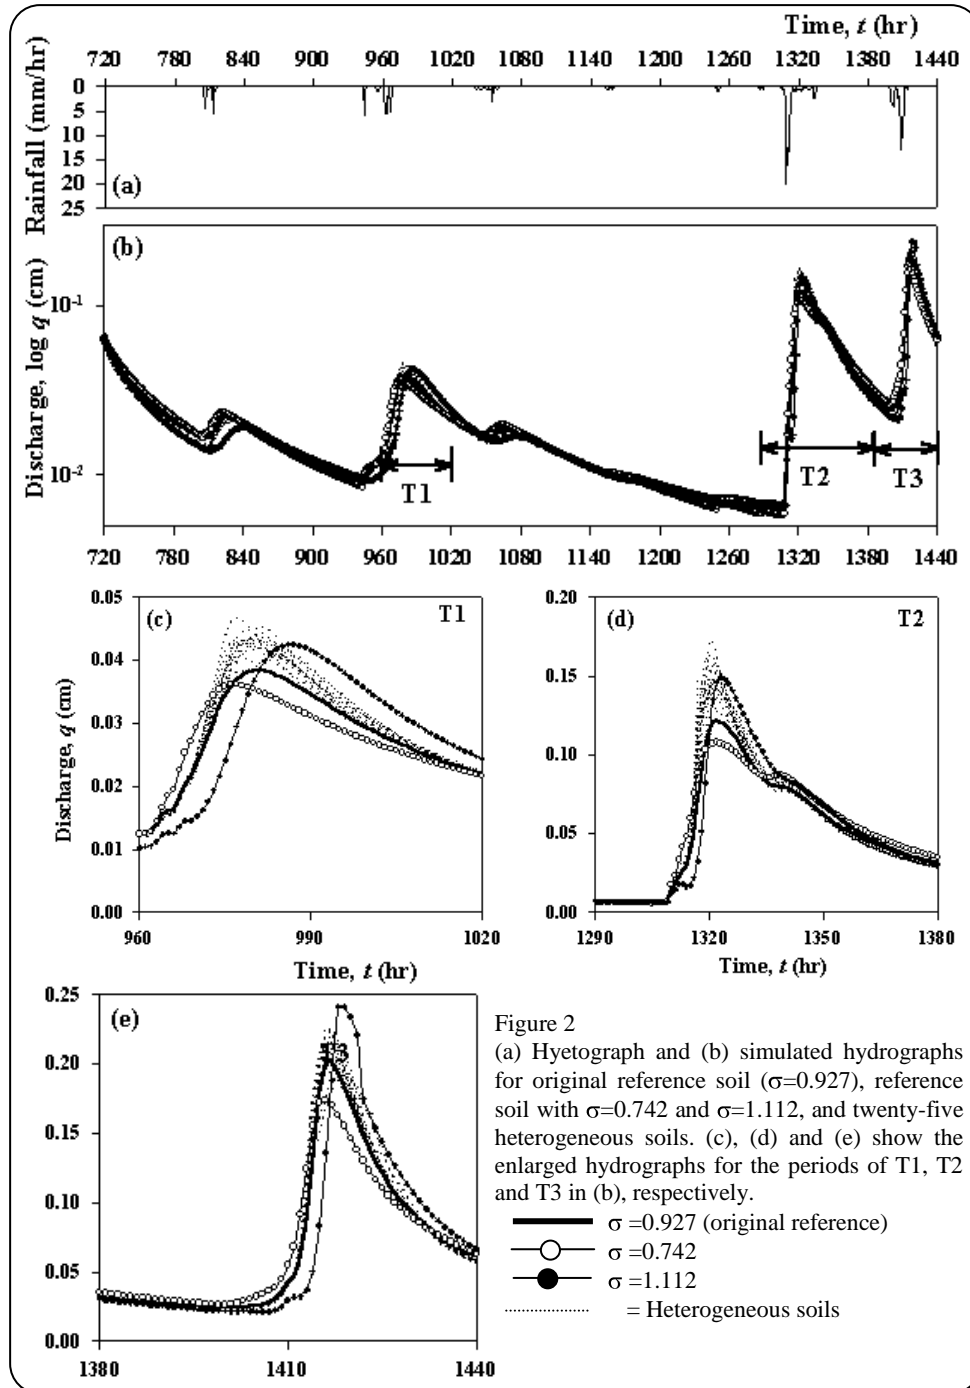 Time, t (hr)
720 780 840 900 960 1020 1080 1140 1200 1260 1320 1380 1440
Rainfall (mm/hr)
0
5
10
15
20
25
(a)
Discharge, log q (cm)
(b)
10-1
10-2
T1
T2
T3
720 780 840 900 960 1020 1080 1140 1200 1260 1320 1380 1440
Discharge, q (cm)
0.05
0.04
0.03
0.02
0.01
0.00
(c)
T1
960 990 1020
Time, t (hr)
0.20
0.15
0.10
0.05
0.00
(d)
T2
1290 1320 1350 1380
Time, t (hr)
0.25
0.20
0.15
0.10
0.05
0.00
(e)
T3
1380 1410 1440
Figure 2
(a) Hyetograph and (b) simulated hydrographs
for original reference soil (σ=0.927), reference
soil with σ=0.742 and σ=1.112, and twenty-five
heterogeneous soils. (c), (d) and (e) show the
enlarged hydrographs for the periods of T1, T2
and T3 in (b), respectively.
σ =0.927 (original reference)
σ =0.742
σ =1.112
= Heterogeneous soils